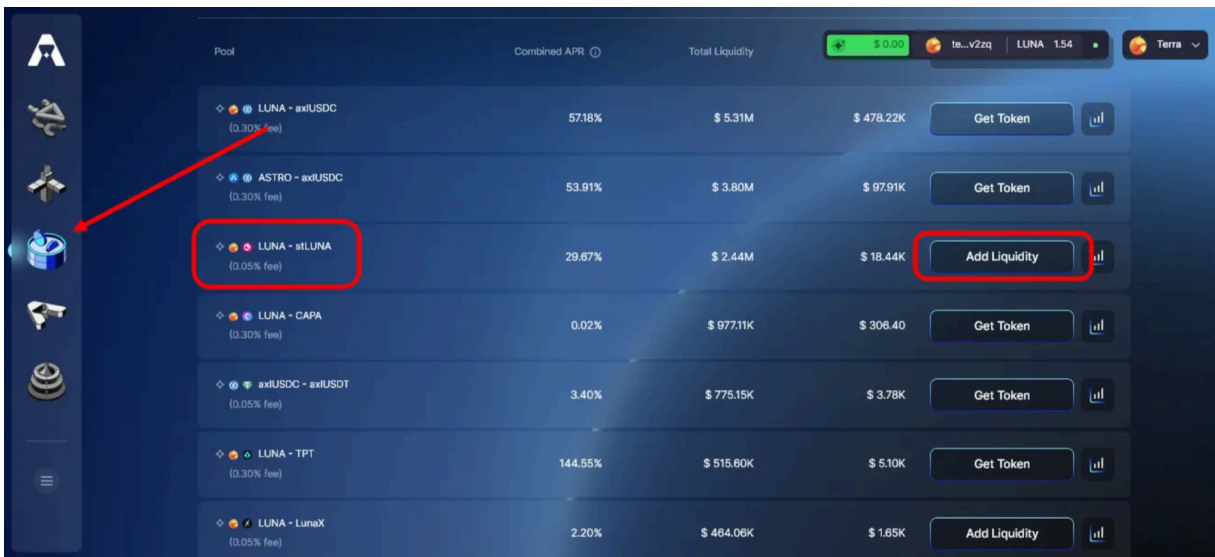 Pool Combined APR Total Liquidity $ 0.00 te...v2zq LUNA 1.54 Terra
LUNA - axlUSDC
(0.30% fee)
57.18% $ 5.31M $ 478.22K Get Token
ASTRO - axlUSDC
(0.30% fee)
53.91% $ 3.80M $ 97.91K Get Token
LUNA - stLUNA
(0.05% fee)
29.67% $ 2.44M $ 18.44K Add Liquidity
LUNA - CAPA
(0.30% fee)
0.02% $ 977.11K $ 306.40 Get Token
axlUSDC - axlUSDT
(0.05% fee)
3.40% $ 775.15K $ 3.78K Get Token
LUNA - TPT
(0.30% fee)
144.55% $ 515.60K $ 5.10K Get Token
LUNA - LunaX
(0.05% fee)
2.20% $ 464.06K $ 1.65K Add Liquidity